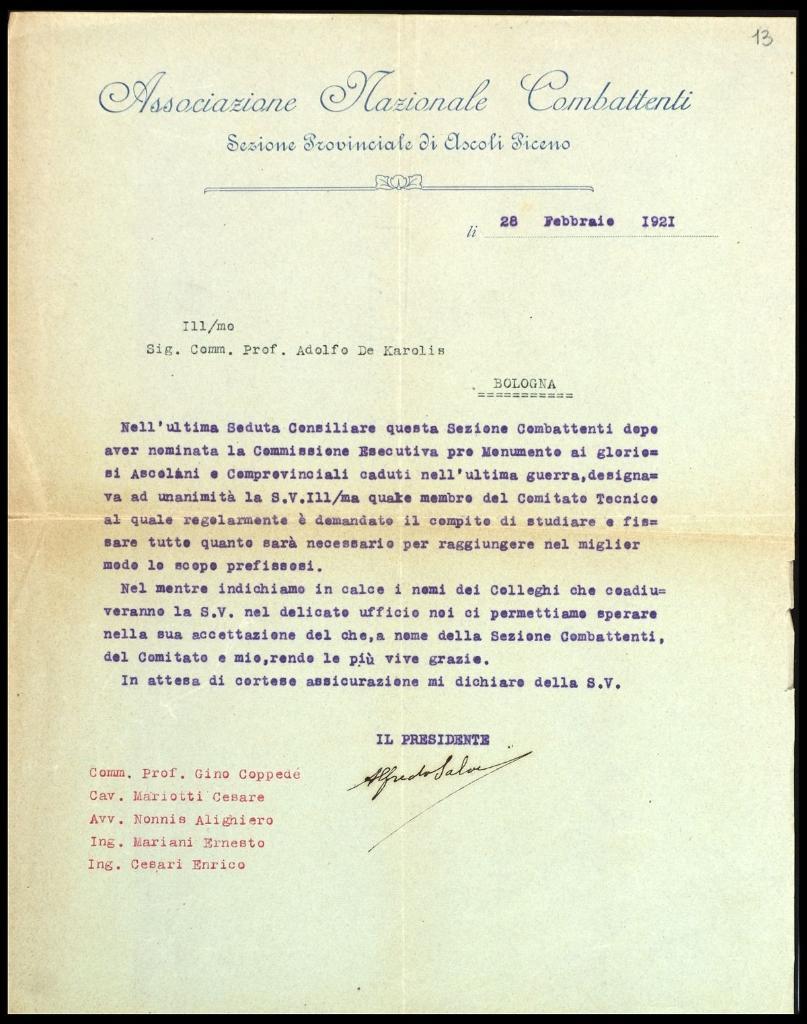 13
Associazione Nazionale Combattenti
Sezione Provinciale di Ascoli Piceno
li 28 Febbraio 1921
Ill/mo
Sig. Comm. Prof. Adolfo De Karolis
BOLOGNA
===========
Nell'ultima Seduta Consiliare questa Sezione Combattenti dopo
aver nominata la Commissione Esecutiva pro Monumento ai glorio=
si Ascolani e Comprovinciali caduti nell'ultima guerra,designa=
va ad unanimità la S.V.Ill/ma quale membro del Comitato Tecnico
al quale regolarmente è demandato il compito di studiare e fis=
sare tutto quanto sarà necessario per raggiungere nel miglior
modo lo scopo prefissosi.
Nel mentre indichiamo in calce i nomi dei Colleghi che coadiu=
veranno la S.V. nel delicato ufficio noi ci permettiamo sperare
nella sua accettazione del che,a nome della Sezione Combattenti,
del Comitato e mio,rendo le più vive grazie.
In attesa di cortese assicurazione mi dichiaro della S.V.
IL PRESIDENTE
Alfredo
Comm. Prof. Gino Coppedé
Cav. Mariotti Cesare
Avv. Nonnis Alighiero
Ing. Mariani Ernesto
Ing. Cesari Enrico